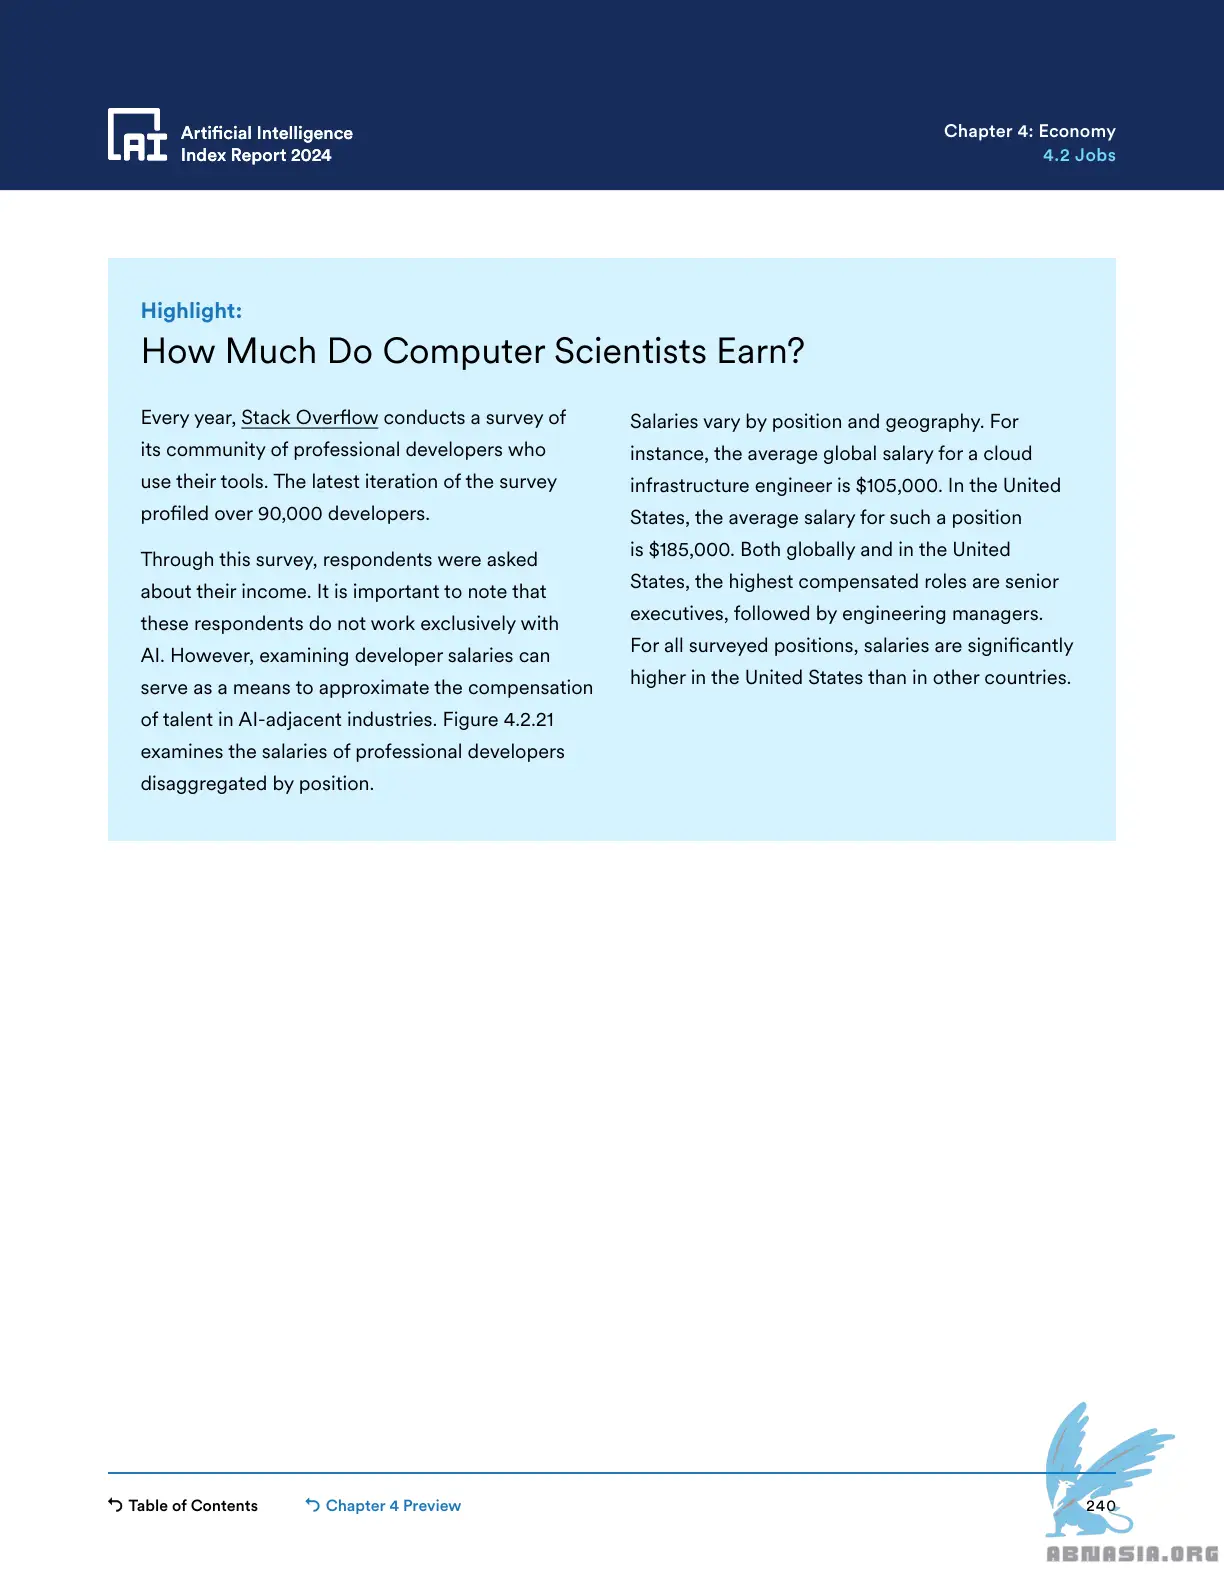 AI
Artificial Intelligence
Index Report 2024
Chapter 4: Economy
4.2 Jobs
Highlight:
How Much Do Computer Scientists Earn?
Every year, Stack Overflow conducts a survey of
its community of professional developers who
use their tools. The latest iteration of the survey
profiled over 90,000 developers.
Through this survey, respondents were asked
about their income. It is important to note that
these respondents do not work exclusively with
AI. However, examining developer salaries can
serve as a means to approximate the compensation
of talent in AI-adjacent industries. Figure 4.2.21
examines the salaries of professional developers
disaggregated by position.
Salaries vary by position and geography. For
instance, the average global salary for a cloud
infrastructure engineer is $105,000. In the United
States, the average salary for such a position
is $185,000. Both globally and in the United
States, the highest compensated roles are senior
executives, followed by engineering managers.
For all surveyed positions, salaries are significantly
higher in the United States than in other countries.
Table of Contents
Chapter 4 Preview
240
ABNASIA.ORG